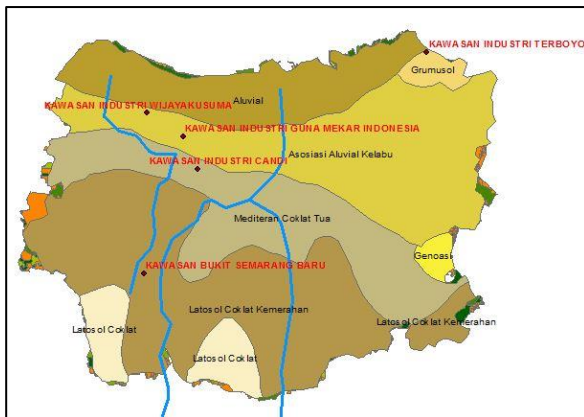 KAWASAN INDUSTRI TERBOYO
Grumusol
Aluvial
KAWASAN INDUSTRI WIJAYAKUSUMA
KAWASAN INDUSTRI GUNA MEKAR INDONESIA
Asosiasi Aluvial Kelabu
KAWASAN INDUSTRI CANDI
Mediteran Coklat Tua
Genoasi
KAWASAN BUKIT SEMARANG BARU
Latosol Coklat Kemerahan
Latosol Coklat Kemerahan
Latosol Coklat
Latosol Coklat